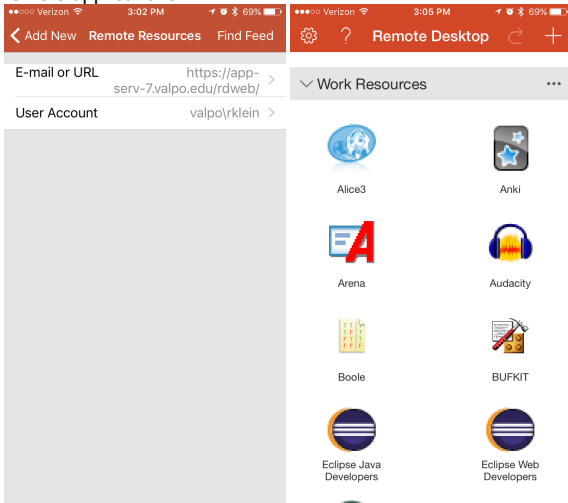 Verizon 3:02 PM 69%
Add New Remote Resources Find Feed
E-mail or URL https://app-
serv-7.valpo.edu/rdweb/
User Account valpo\rklein
Verizon 3:05 PM 69%
? Remote Desktop
Work Resources
Alice3 Anki
Arena Audacity
Boole BUFKIT
Eclipse Java Eclipse Web
Developers Developers